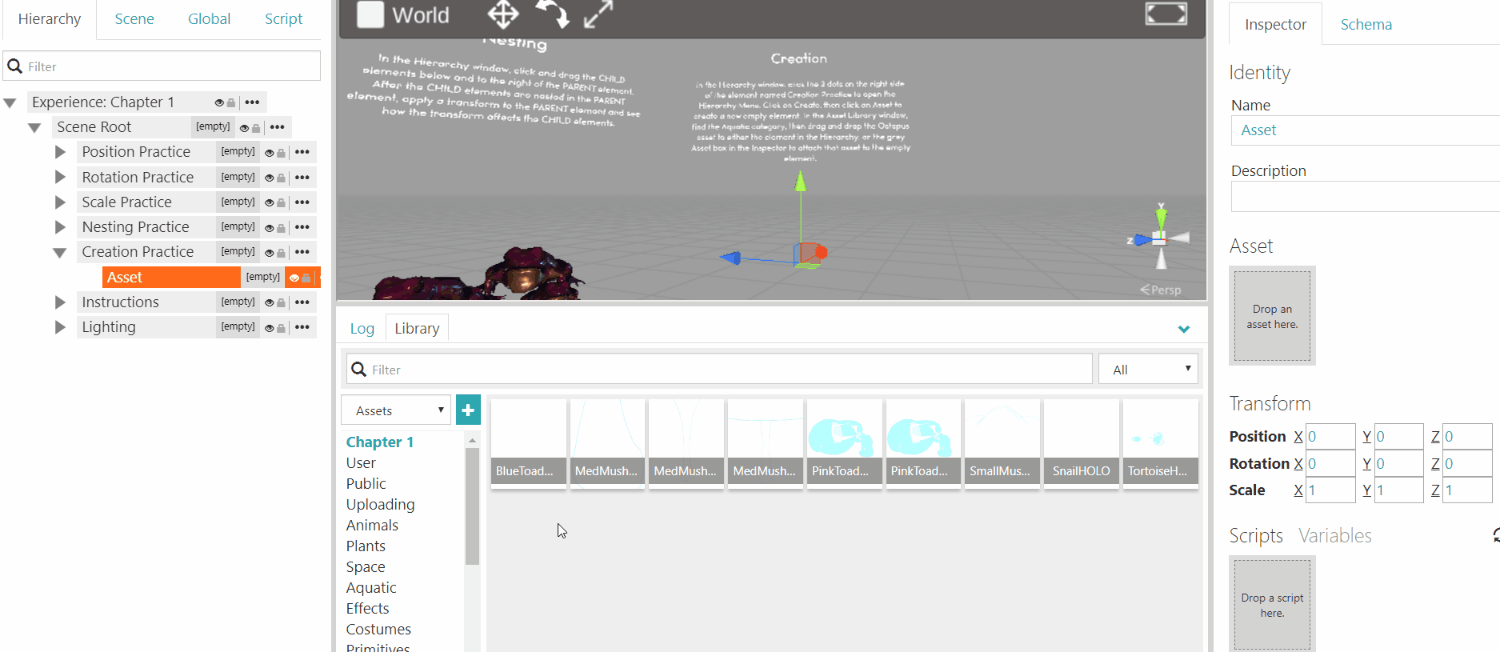 Hierarchy Scene Global Script
Filter
Experience: Chapter 1
Scene Root [empty]
Position Practice [empty]
Rotation Practice [empty]
Scale Practice [empty]
Nesting Practice [empty]
Creation Practice [empty]
Asset [empty]
Instructions [empty]
Lighting [empty]
World
Nesting
In the Hierarchy window, click and drag the CHILD
elements below and to the right of the PARENT element.
After the CHILD elements are nested in the PARENT
element, apply a transform to the PARENT element and see
how the transform affects the CHILD elements.
Creation
In the Hierarchy window, click the 3 dots on the right side
of the element named Creation Practice to open the
Hierarchy Menu. Click on Create, then click on Asset to
create a new empty element. In the Asset Library window,
find the Aquatic category, then drag and drop the Octopus
asset to either the element in the Hierarchy, or the grey
Asset box in the Inspector to attach that asset to the empty
element.
Y
Z
Persp
Log Library
Filter All
Assets +
Chapter 1
User
Public
Uploading
Animals
Plants
Space
Aquatic
Effects
Costumes
Primitives
BlueToad... MedMush... MedMush... MedMush... PinkToad... PinkToad... SmallMus... SnailHOLO TortoiseH...
Inspector Schema
Identity
Name
Asset
Description
Asset
Drop an
asset here.
Transform
Position X 0 Y 0 Z 0
Rotation X 0 Y 0 Z 0
Scale X 1 Y 1 Z 1
Scripts Variables
Drop a script
here.